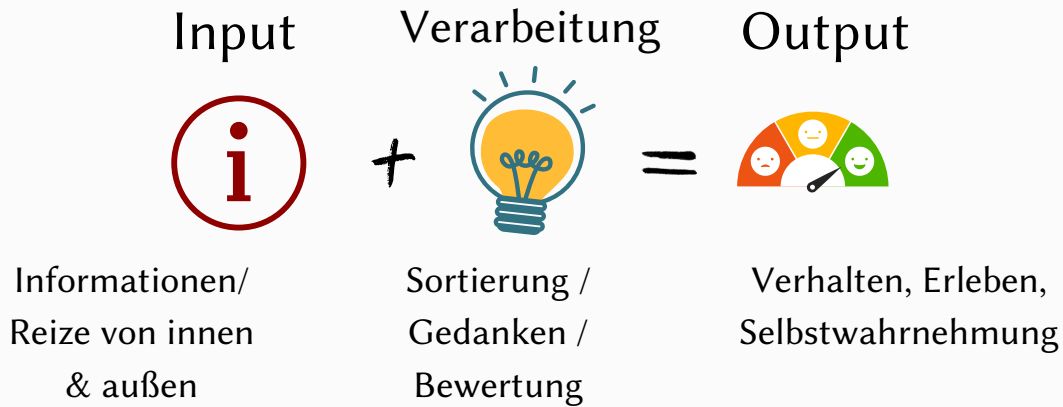 Input
Verarbeitung
Output
i
+
=
Informationen/
Reize von innen
& außen
Sortierung /
Gedanken /
Bewertung
Verhalten, Erleben,
Selbstwahrnehmung